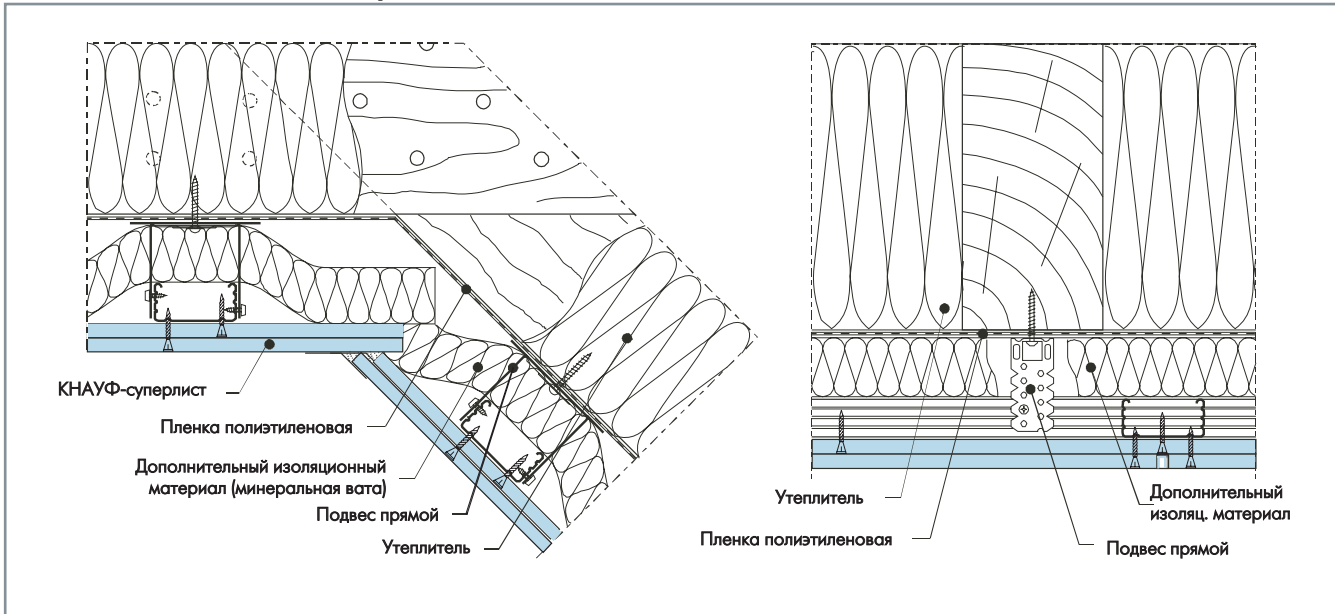 КНАУФ-суперлист
Пленка полиэтиленовая
Дополнительный изоляционный
материал (минеральная вата)
Подвес прямой
Утеплитель
Утеплитель
Пленка полиэтиленовая
Дополнительный
изоляц. материал
Подвес прямой